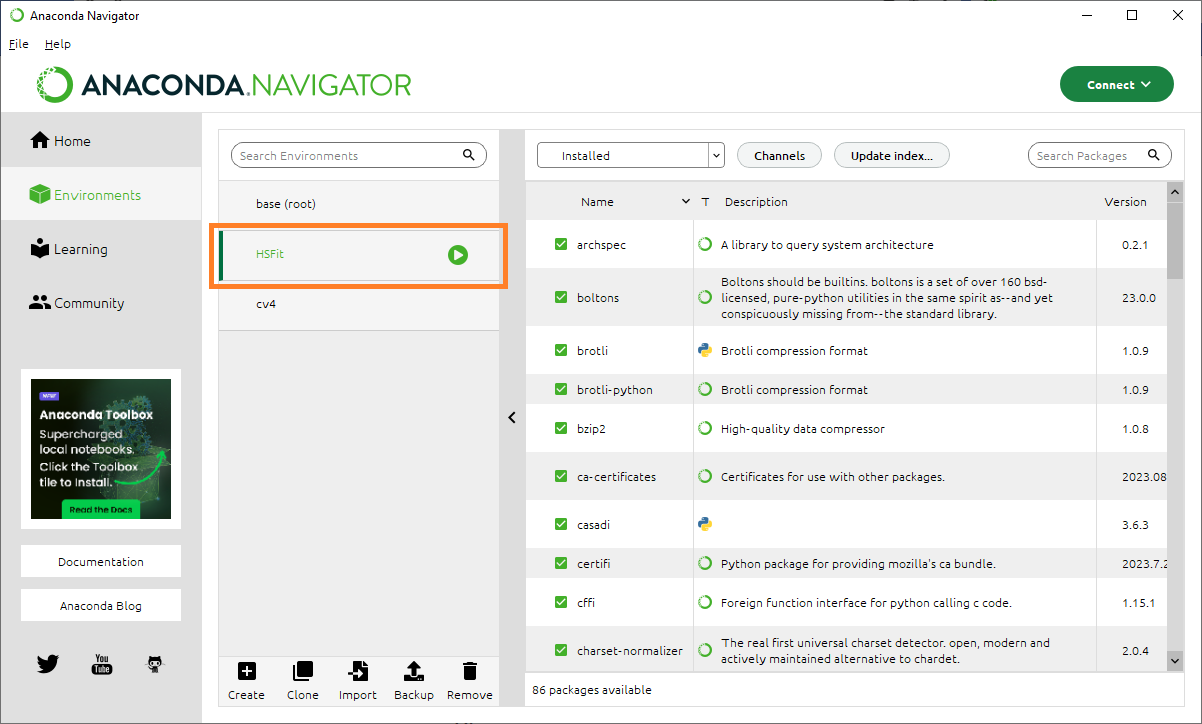 Anaconda Navigator
File Help
ANACONDA.NAVIGATOR
Connect
Home
Environments
Learning
Community
NEW
Anaconda Toolbox
Supercharged
local notebooks.
Click the Toolbox
tile to install.
Read the Docs
Documentation
Anaconda Blog
You
Tube
Search Environments
base (root)
HSFit
cv4
Create Clone Import Backup Remove
Installed Channels Update index... Search Packages
Name T Description Version
archspec A library to query system architecture 0.2.1
boltons Boltons should be builtins. boltons is a set of over 160 bsd-
licensed, pure-python utilities in the same spirit as--and yet 23.0.0
conspicuously missing from--the standard library.
brotli Brotli compression format 1.0.9
brotli-python Brotli compression format 1.0.9
bzip2 High-quality data compressor 1.0.8
ca-certificates Certificates for use with other packages. 2023.08
casadi 3.6.3
certifi Python package for providing mozilla's ca bundle. 2023.7.2
cffi Foreign function interface for python calling c code. 1.15.1
charset-normalizer The real first universal charset detector. open, modern and
actively maintained alternative to chardet. 2.0.4
86 packages available